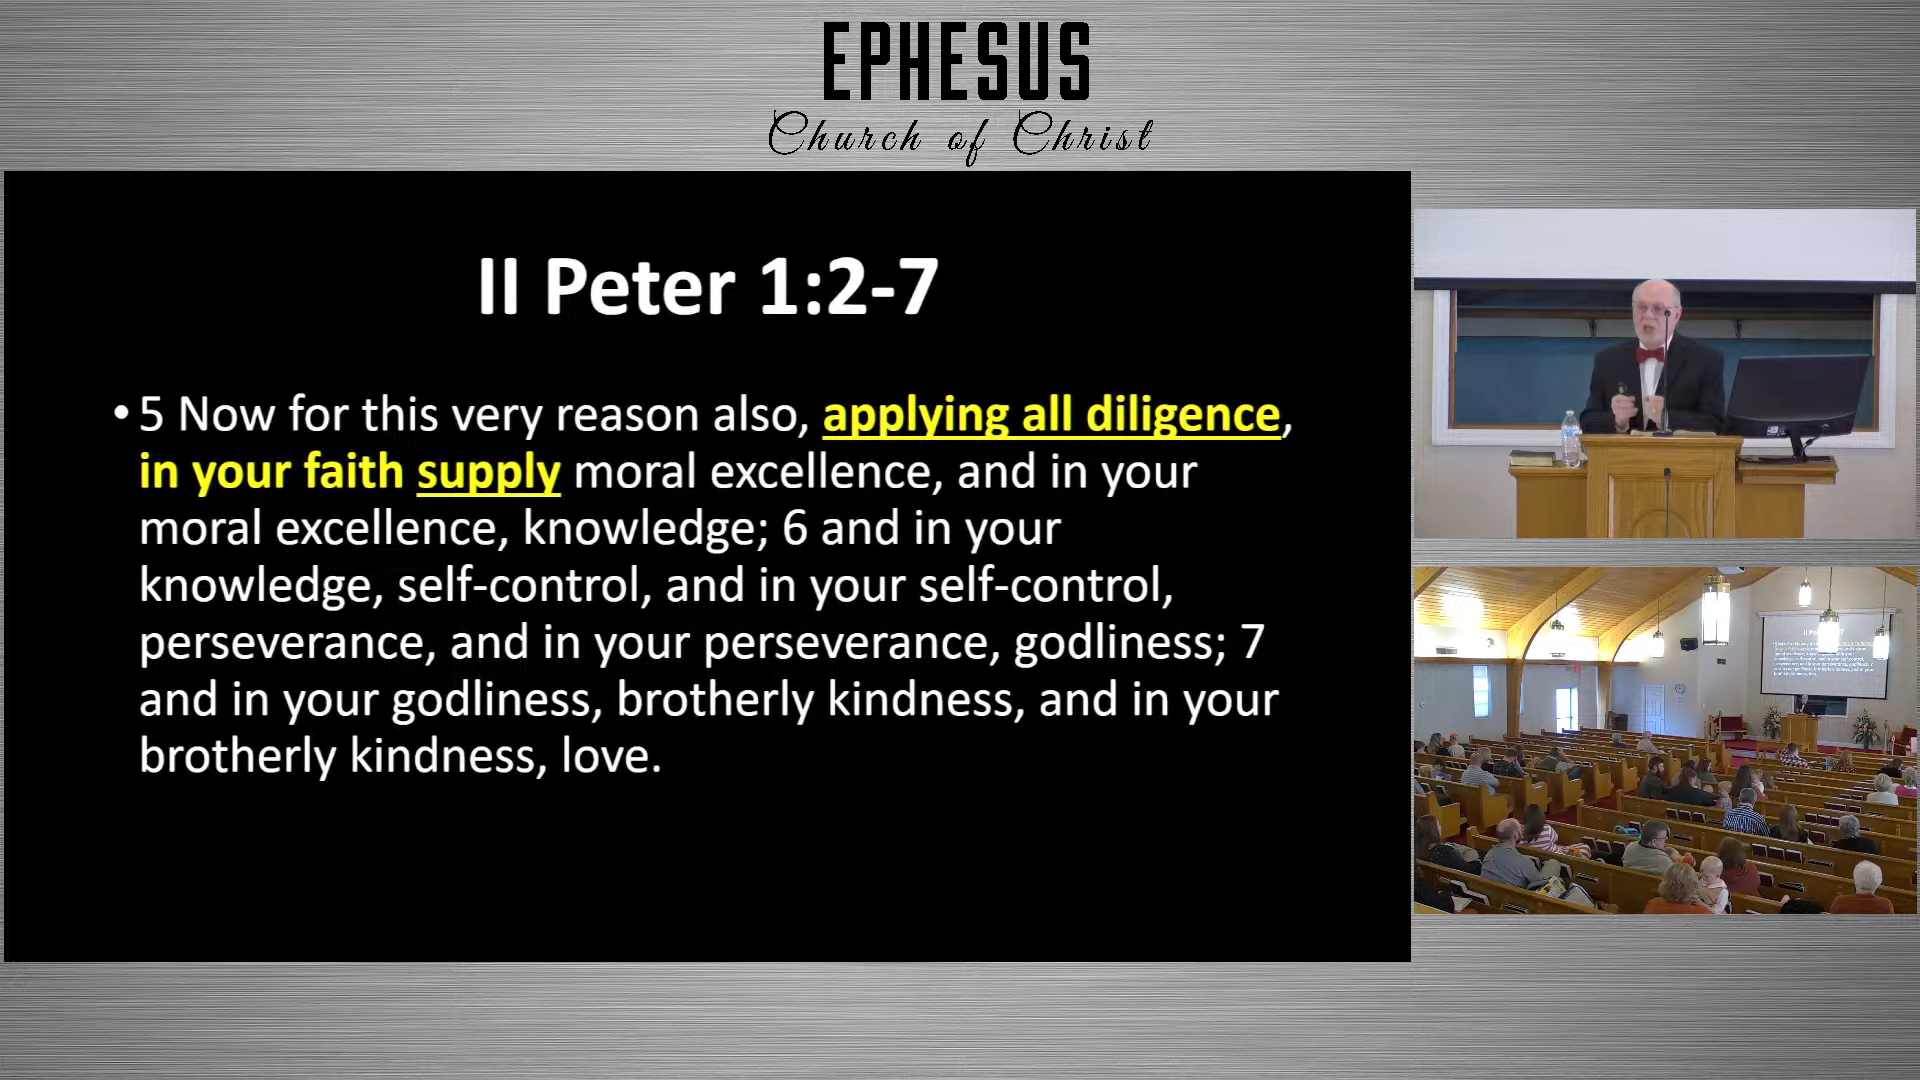 EPHESUS
Church of Christ
II Peter 1:2-7
• 5 Now for this very reason also, applying all diligence,
in your faith supply moral excellence, and in your
moral excellence, knowledge; 6 and in your
knowledge, self-control, and in your self-control,
perseverance, and in your perseverance, godliness; 7
and in your godliness, brotherly kindness, and in your
brotherly kindness, love.